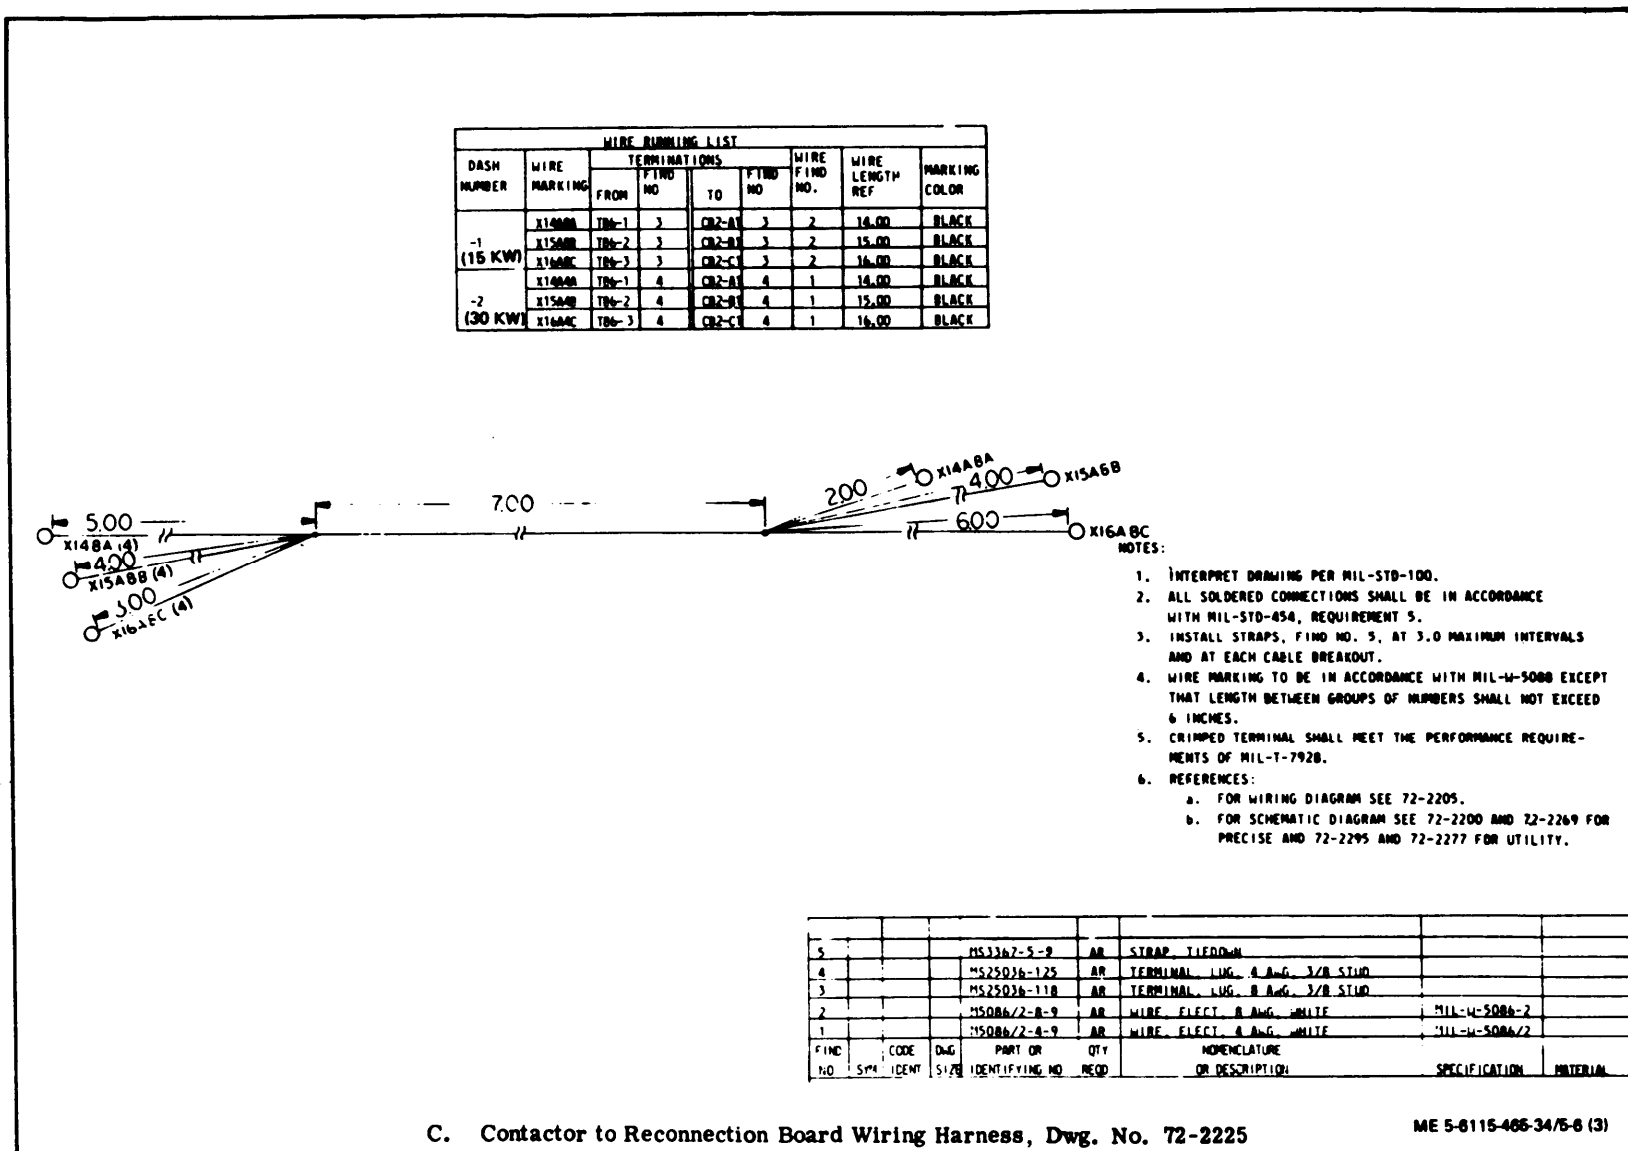 WIRE RUNNING LIST
DASH NUMBER WIRE MARKING TERMINATIONS WIRE FIND NO. WIRE LENGTH REF MARKING COLOR
FROM FIND NO TO FIND NO
-1 (15 KW)
X14A8A TB6-1 3 CB2-A1 3 2 14.00 BLACK
X15A8B TB6-2 3 CB2-B1 3 2 15.00 BLACK
X16A8C TB6-3 3 CB2-C1 3 2 16.00 BLACK
-2 (30 KW)
X14A4A TB6-1 4 CB2-A1 4 1 14.00 BLACK
X15A4B TB6-2 4 CB2-B1 4 1 15.00 BLACK
X16A4C TB6-3 4 CB2-C1 4 1 16.00 BLACK
5.00
X148A (4)
4.00
X15A8B (4)
3.00
(4)
7.00
2.00
X14A8A
4.00
X15A6B
6.00
X16A8C
NOTES:
1. INTERPRET DRAWING PER MIL-STD-100.
2. ALL SOLDERED CONNECTIONS SHALL BE IN ACCORDANCE
WITH MIL-STD-454, REQUIREMENT 5.
3. INSTALL STRAPS, FIND NO. 5, AT 3.0 MAXIMUM INTERVALS
AND AT EACH CABLE BREAKOUT.
4. WIRE MARKING TO BE IN ACCORDANCE WITH MIL-W-5088 EXCEPT
THAT LENGTH BETWEEN GROUPS OF NUMBERS SHALL NOT EXCEED
6 INCHES.
5. CRIMPED TERMINAL SHALL MEET THE PERFORMANCE REQUIRE-
MENTS OF MIL-T-7928.
6. REFERENCES:
a. FOR WIRING DIAGRAM SEE 72-2205.
b. FOR SCHEMATIC DIAGRAM SEE 72-2200 AND 72-2269 FOR
PRECISE AND 72-2295 AND 72-2277 FOR UTILITY.
5 MS3367-5-9 AR STRAP, TIEDOWN
4 MS25036-125 AR TERMINAL, LUG, 4 AWG, 3/8 STUD
3 MS25036-118 AR TERMINAL, LUG, 8 AWG, 3/8 STUD
2 M5086/2-8-9 AR WIRE, ELECT, 8 AWG, WHITE MIL-W-5086-2
1 M5086/2-4-9 AR WIRE, ELECT, 4 AWG, WHITE MIL-W-5086/2
FIND NO SYM CODE IDENT DWG SIZE PART OR IDENTIFYING NO QTY REQD NOMENCLATURE OR DESCRIPTION SPECIFICATION MATERIAL
C. Contactor to Reconnection Board Wiring Harness, Dwg. No. 72-2225
ME 5-6115-465-34/5-6 (3)